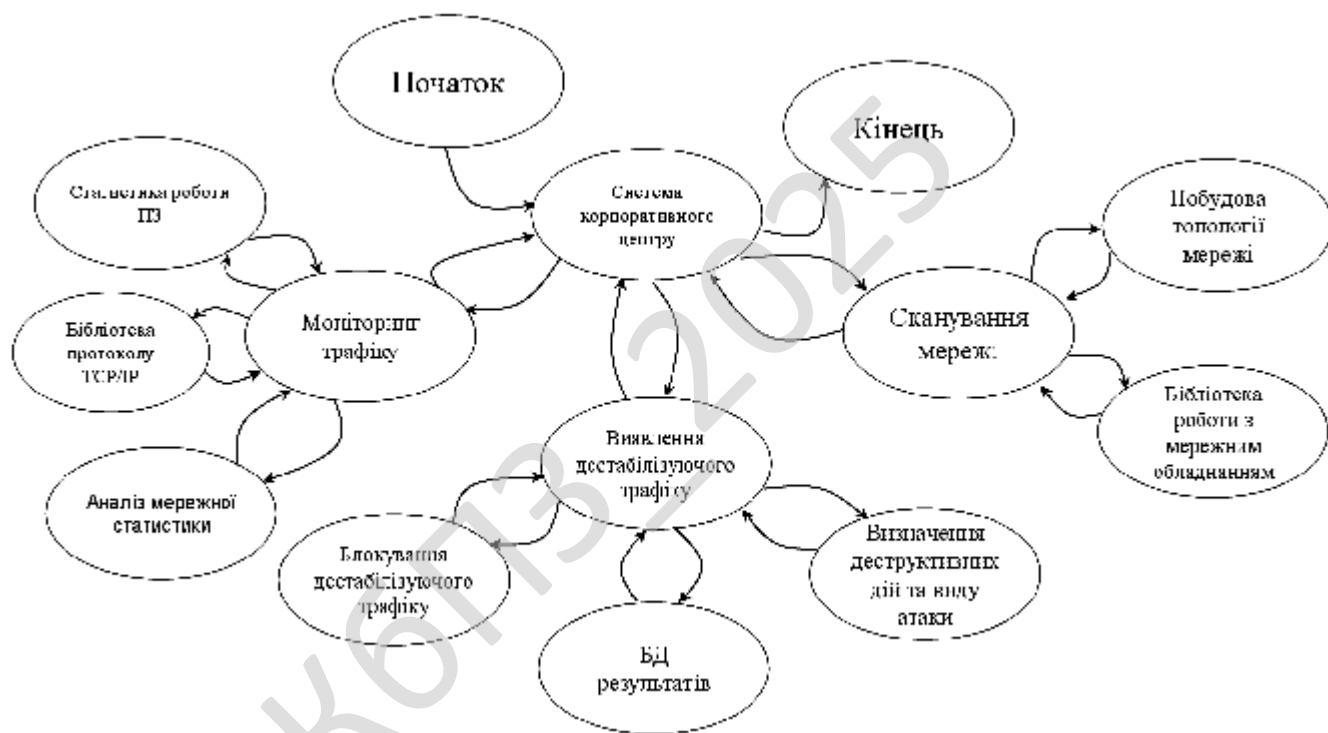 Початок
Кінець
Статистика роботи
ПЗ
Система
корпоративного
центру
Побудова
топології
мережі
Бібліотека
протоколу
TCP/IP
Моніторинг
трафіку
Сканування
мережі
Бібліотека
роботи з
мережним
обладнанням
Аналіз мережної
статистики
Виявлення
дестабілізуючого
трафіку
Блокування
дестабілізуючого
трафіку
Визначення
деструктивних
дій та виду
атаки
БД
результатів
КбПЗ_2025